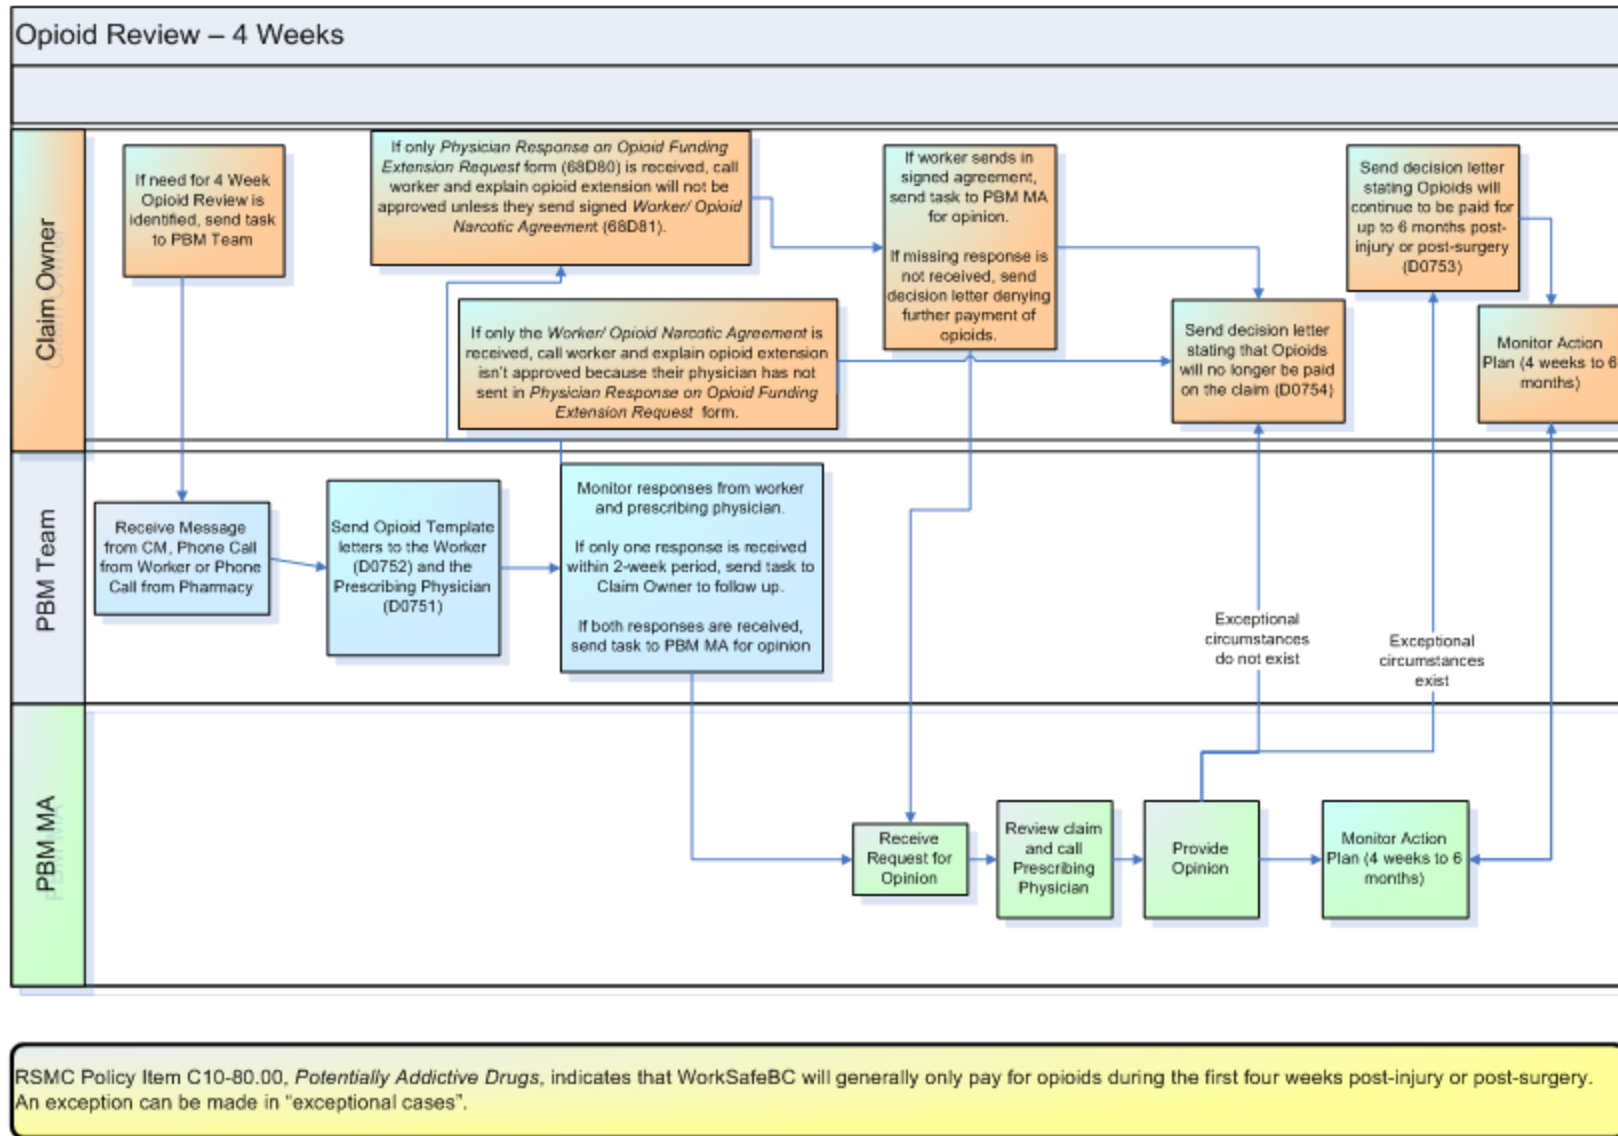 Opioid Review – 4 Weeks
Claim Owner
If need for 4 Week
Opioid Review is
identified, send task
to PBM Team
If only Physician Response on Opioid Funding
Extension Request form (68D80) is received, call
worker and explain opioid extension will not be
approved unless they send signed Worker/ Opioid
Narcotic Agreement (68D81).
If only the Worker/ Opioid Narcotic Agreement is
received, call worker and explain opioid extension
isn't approved because their physician has not
sent in Physician Response on Opioid Funding
Extension Request form.
If worker sends in
signed agreement,
send task to PBM MA
for opinion.
If missing response is
not received, send
decision letter denying
further payment of
opioids.
Send decision letter
stating that Opioids
will no longer be paid
on the claim (D0754)
Send decision letter
stating Opioids will
continue to be paid for
up to 6 months post-
injury or post-surgery
(D0753)
Monitor Action
Plan (4 weeks to 6
months)
PBM Team
Receive Message
from CM, Phone Call
from Worker or Phone
Call from Pharmacy
Send Opioid Template
letters to the Worker
(D0752) and the
Prescribing Physician
(D0751)
Monitor responses from worker
and prescribing physician.
If only one response is received
within 2-week period, send task to
Claim Owner to follow up.
If both responses are received,
send task to PBM MA for opinion
Exceptional
circumstances
do not exist
Exceptional
circumstances
exist
PBM MA
Receive
Request for
Opinion
Review claim
and call
Prescribing
Physician
Provide
Opinion
Monitor Action
Plan (4 weeks to 6
months)
RSMC Policy Item C10-80.00, Potentially Addictive Drugs, indicates that WorkSafeBC will generally only pay for opioids during the first four weeks post-injury or post-surgery.
An exception can be made in “exceptional cases”.